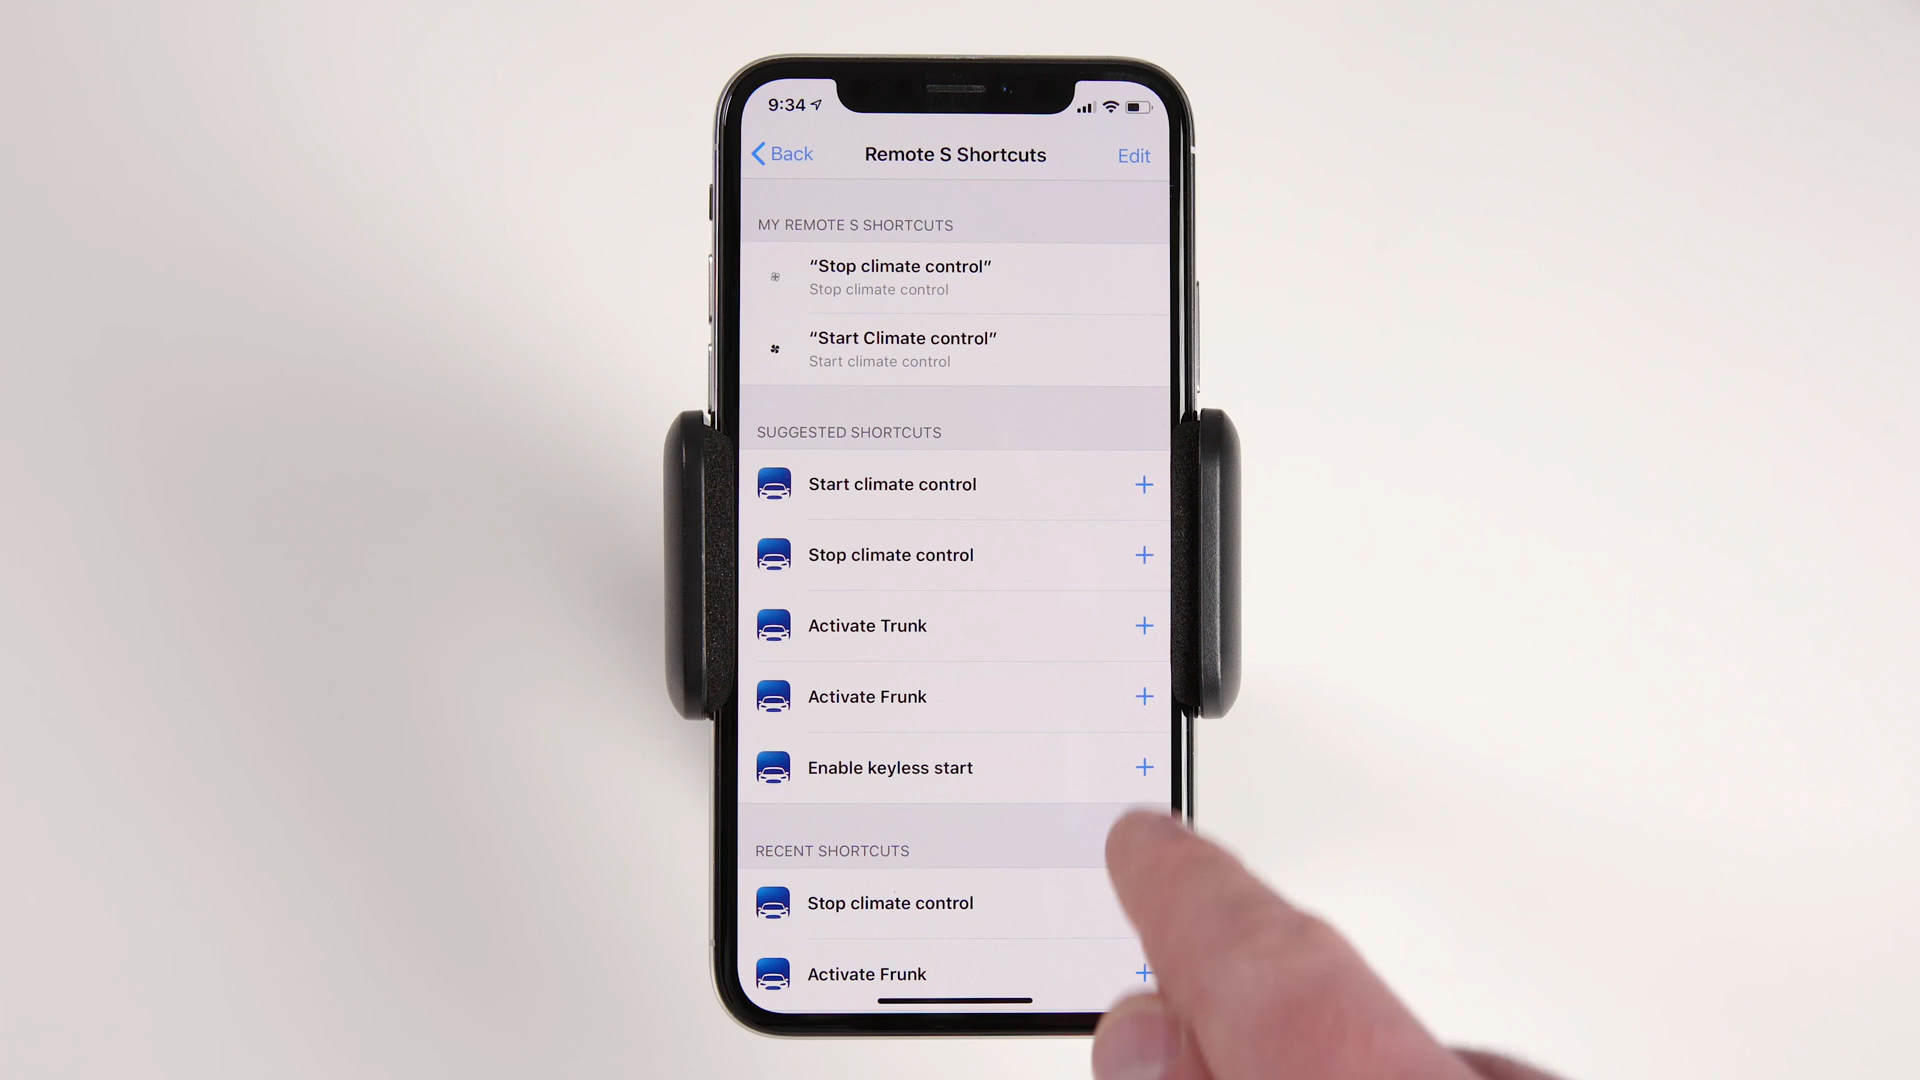 9:34
Back Remote S Shortcuts Edit
MY REMOTE S SHORTCUTS
“Stop climate control”
Stop climate control
“Start Climate control”
Start climate control
SUGGESTED SHORTCUTS
Start climate control
Stop climate control
Activate Trunk
Activate Frunk
Enable keyless start
RECENT SHORTCUTS
Stop climate control
Activate Frunk